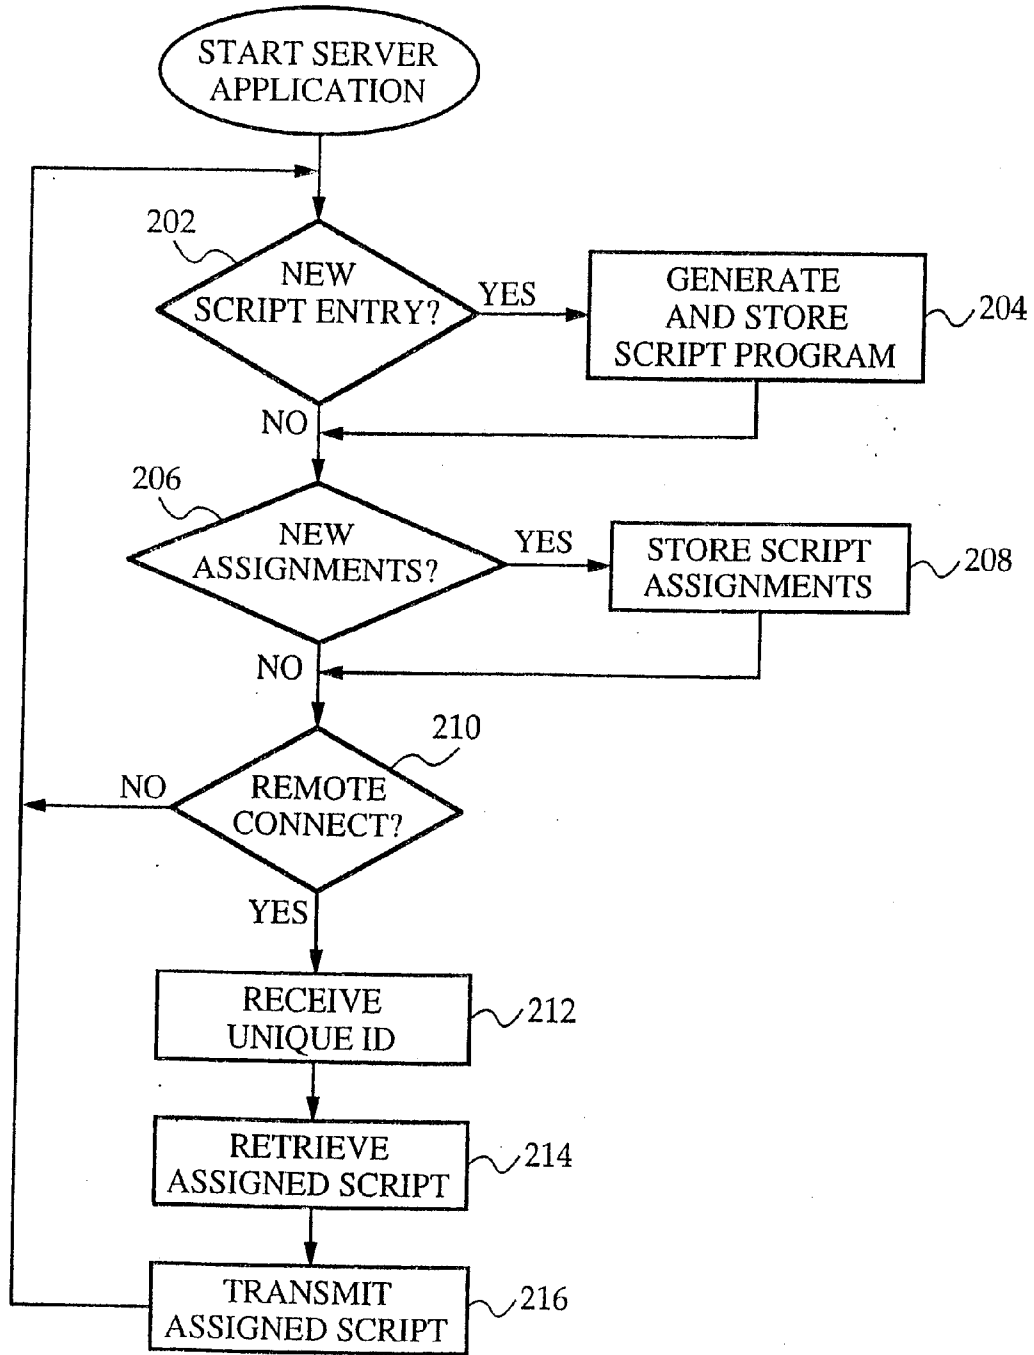 START SERVER
APPLICATION
202
NEW
SCRIPT ENTRY?
YES
GENERATE
AND STORE
SCRIPT PROGRAM
204
NO
206
NEW
ASSIGNMENTS?
YES
STORE SCRIPT
ASSIGNMENTS
208
NO
210
REMOTE
CONNECT?
NO
YES
RECEIVE
UNIQUE ID
212
RETRIEVE
ASSIGNED SCRIPT
214
TRANSMIT
ASSIGNED SCRIPT
216